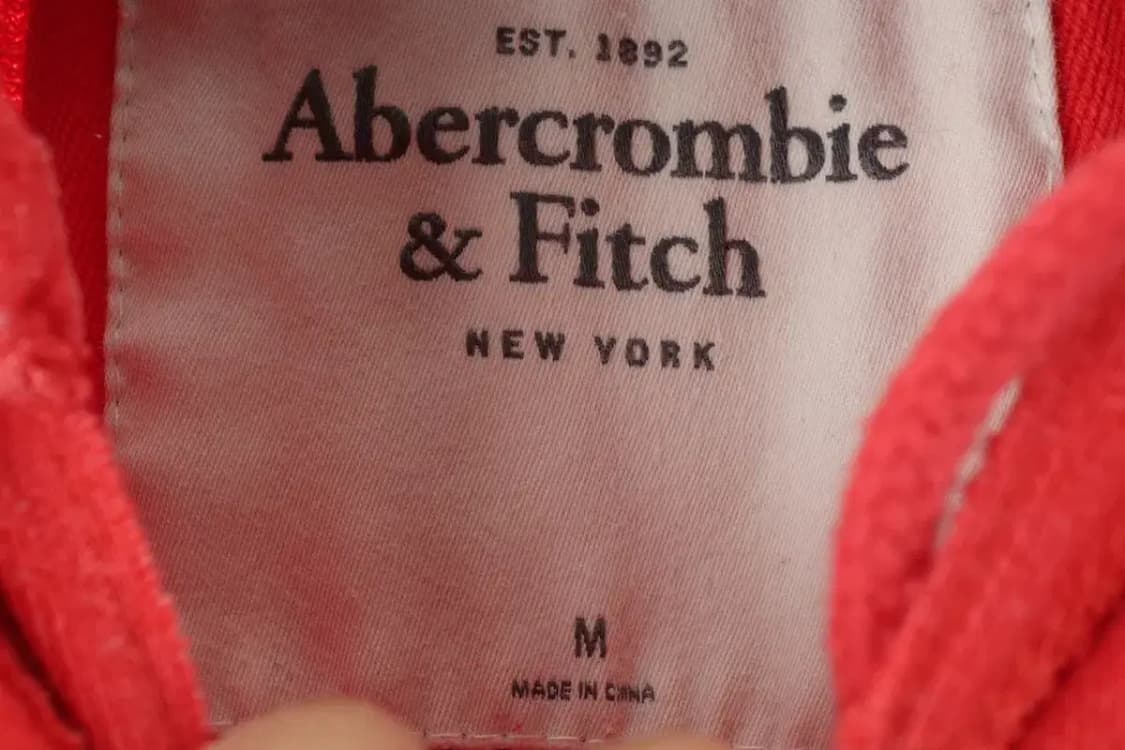 EST. 1892
Abercrombie
& Fitch
NEW YORK
M
MADE IN CHINA